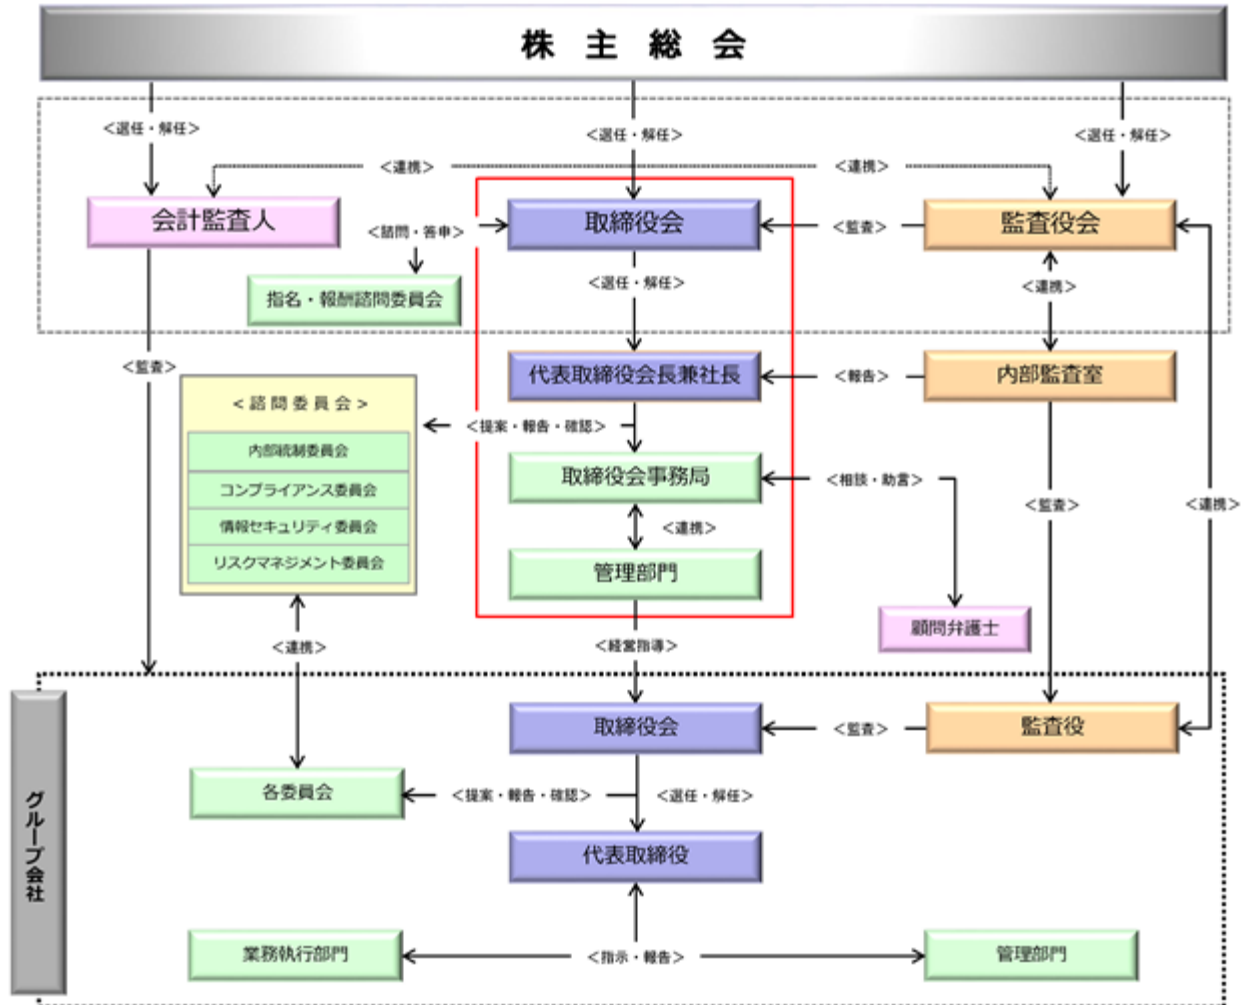 株主総会
＜選任・解任＞
＜選任・解任＞
＜選任・解任＞
＜連携＞
＜連携＞
会計監査人
取締役会
監査役会
＜諮問・答申＞
＜監査＞
指名・報酬諮問委員会
＜選任・解任＞
＜連携＞
＜監査＞
代表取締役会長兼社長
＜報告＞
内部監査室
＜諮問委員会＞
＜提案・報告・確認＞
内部統制委員会
コンプライアンス委員会
情報セキュリティ委員会
リスクマネジメント委員会
取締役会事務局
＜相談・助言＞
＜監査＞
＜連携＞
＜連携＞
管理部門
顧問弁護士
＜連携＞
＜経営指導＞
グループ会社
取締役会
＜監査＞
監査役
各委員会
＜提案・報告・確認＞
＜選任・解任＞
代表取締役
業務執行部門
＜指示・報告＞
管理部門